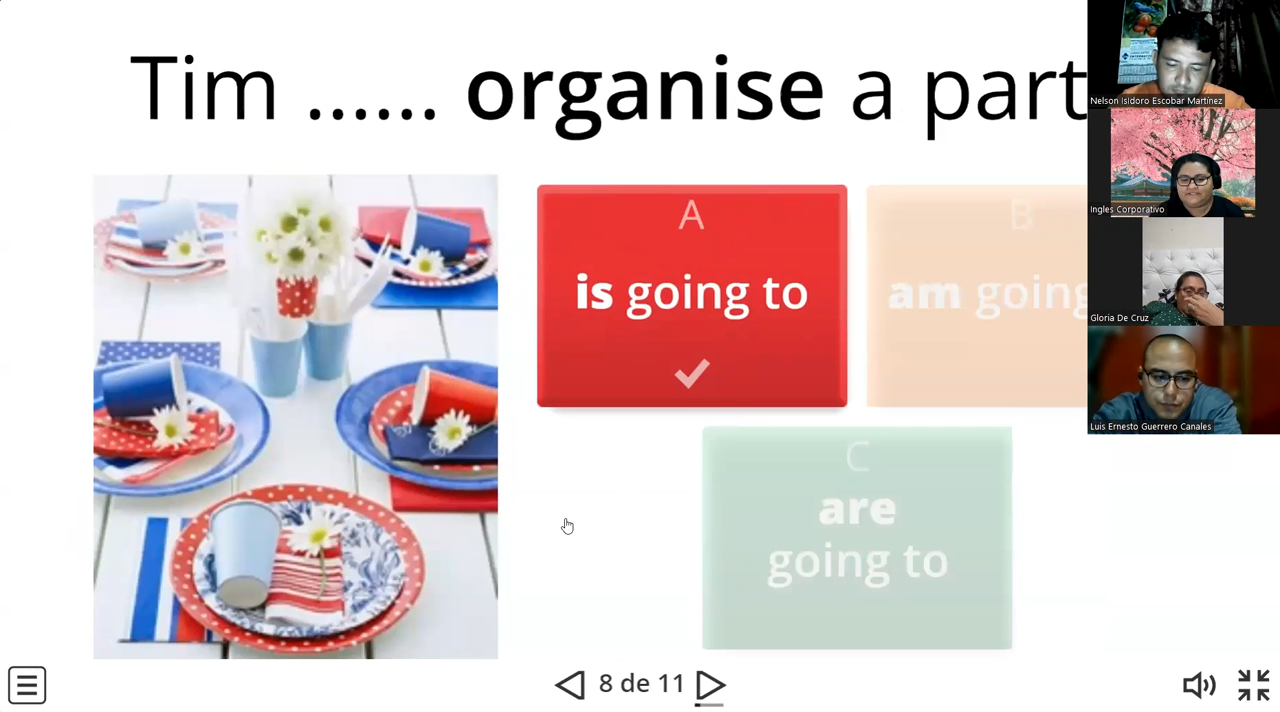 Tim ...... organise a part
A
is going to
B
am going
C
are
going to
8 de 11
Nelson Isidoro Escobar Martínez
Ingles Corporativo
Gloria De Cruz
Luis Ernesto Guerrero Canales